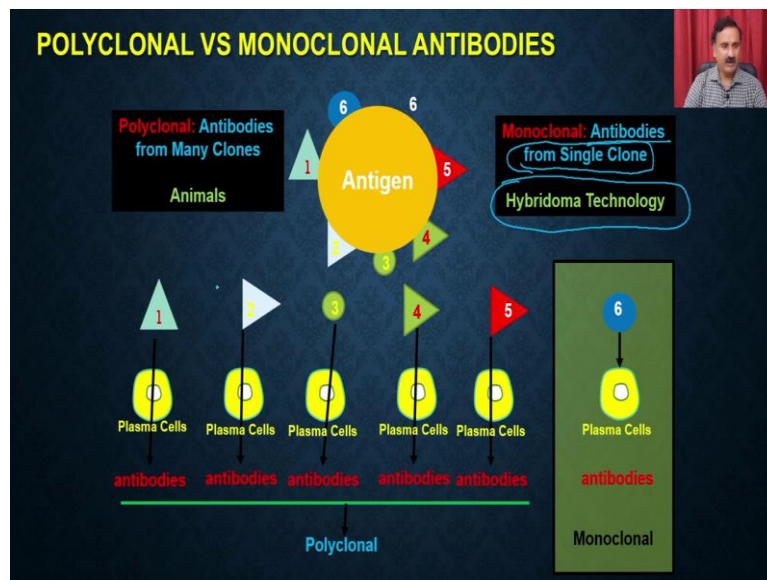 POLYCLONAL VS MONOCLONAL ANTIBODIES
Polyclonal: Antibodies
from Many Clones
Animals
6
6
1
Antigen
5
2
4
3
Monoclonal: Antibodies
from Single Clone
Hybridoma Technology
1
2
3
4
5
6
Plasma Cells
Plasma Cells
Plasma Cells
Plasma Cells
Plasma Cells
Plasma Cells
antibodies
antibodies
antibodies
antibodies
antibodies
antibodies
Polyclonal
Monoclonal